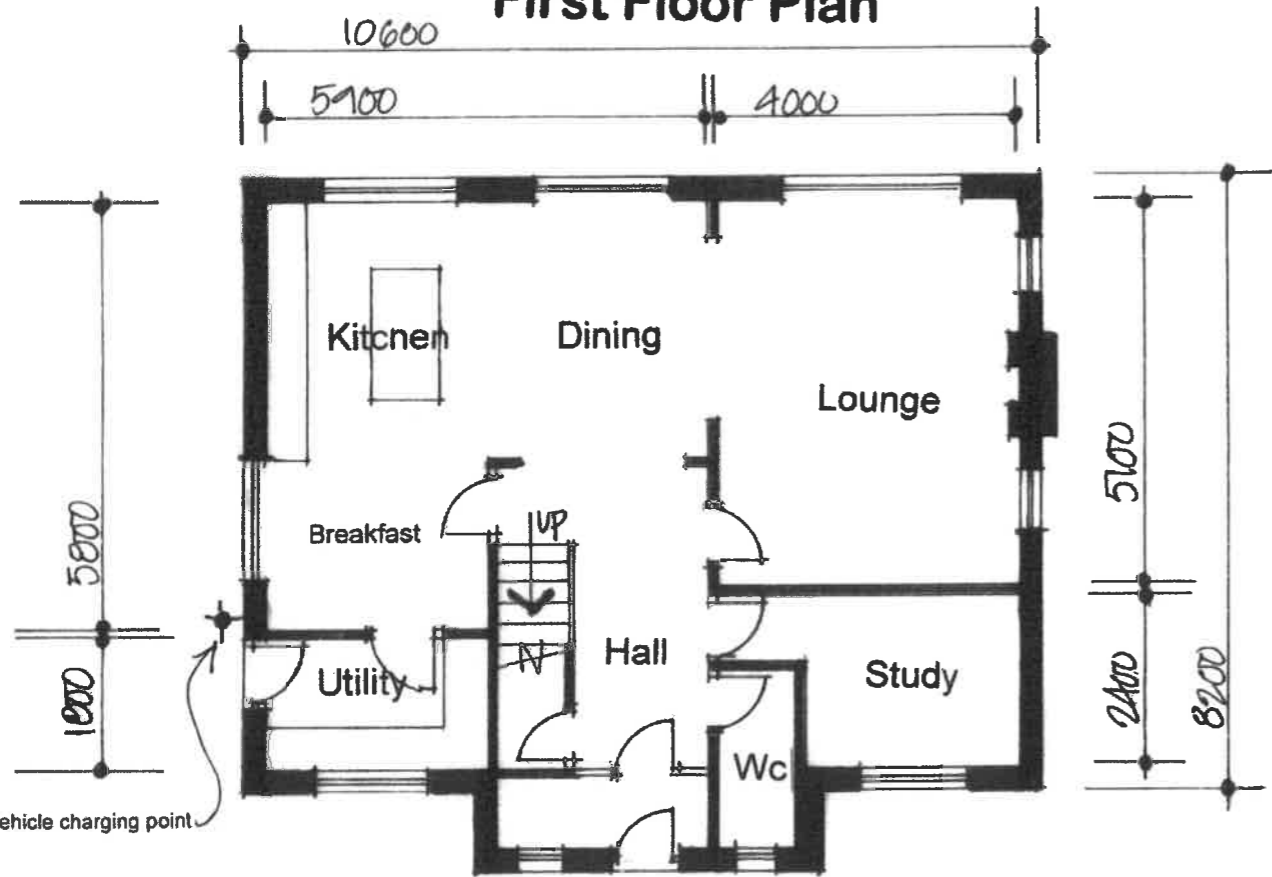 First Floor Plan
10600
5900
4000
Kitchen
Dining
Lounge
5100
5800
Breakfast
UP
Hall
Study
Utility
1800
2400
8200
Wc
ehicle charging point